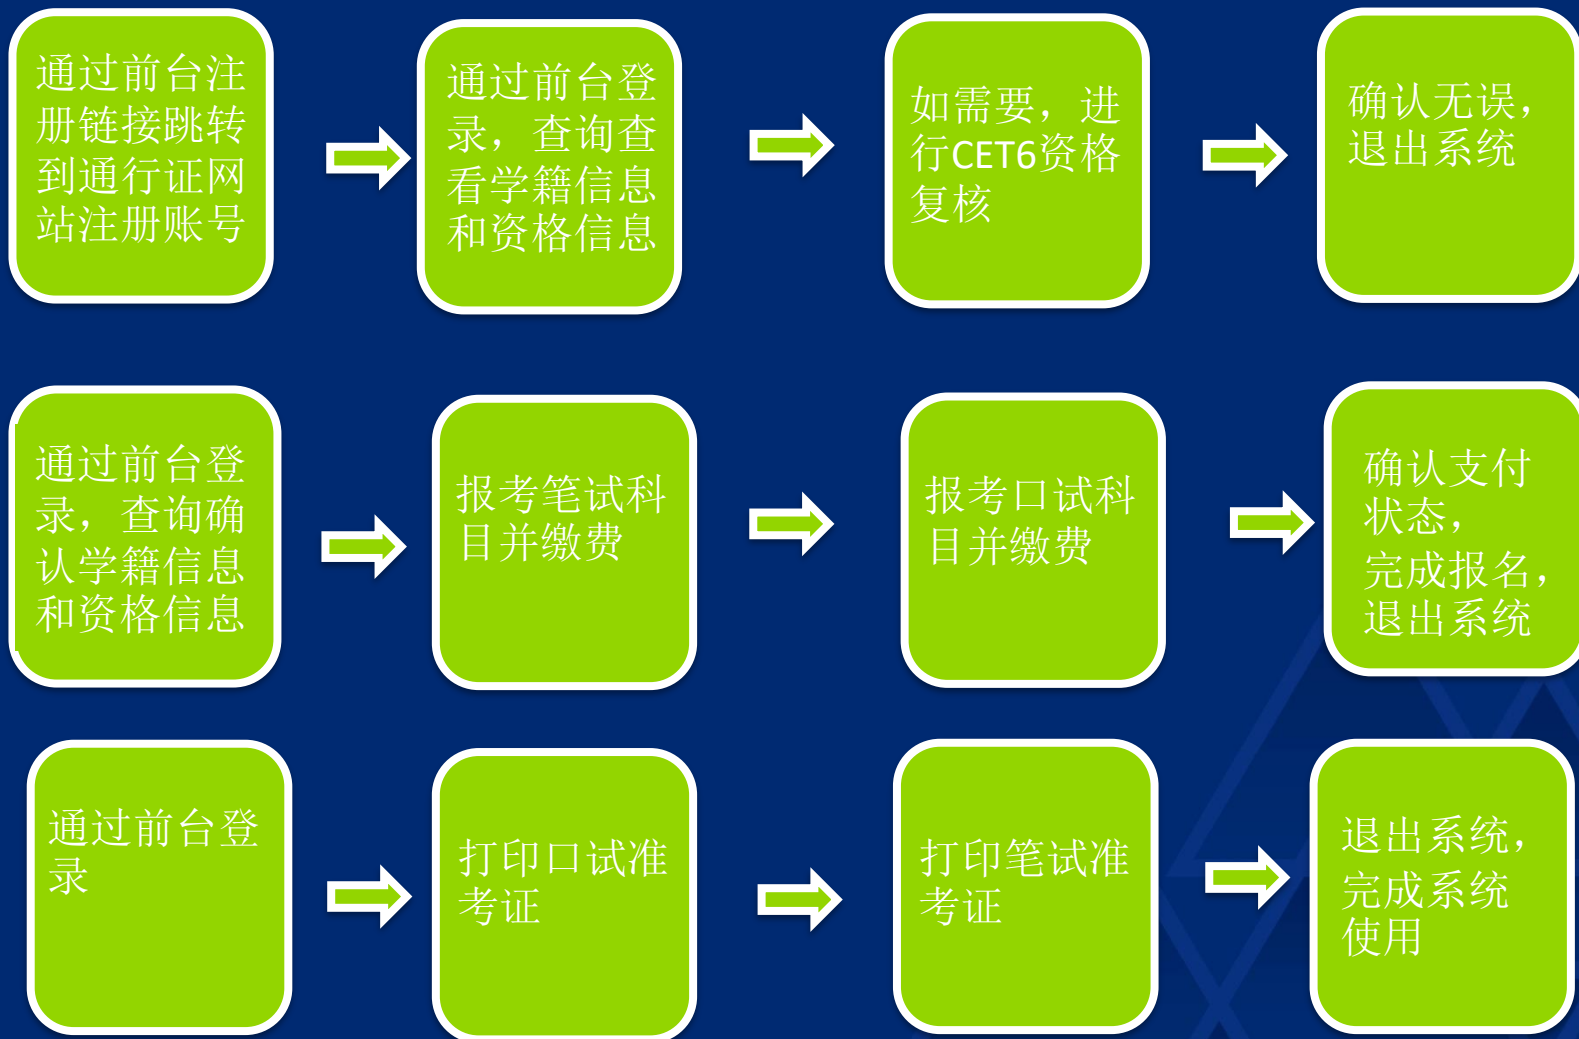 通过前台注
册链接跳转
到通行证网
站注册账号
通过前台登
录，查询查
看学籍信息
和资格信息
如需要，进
行CET6资格
复核
确认无误，
退出系统
通过前台登
录，查询确
认学籍信息
和资格信息
报考笔试科
目并缴费
报考口试科
目并缴费
确认支付
状态，
完成报名，
退出系统
通过前台登
录
打印口试准
考证
打印笔试准
考证
退出系统，
完成系统
使用